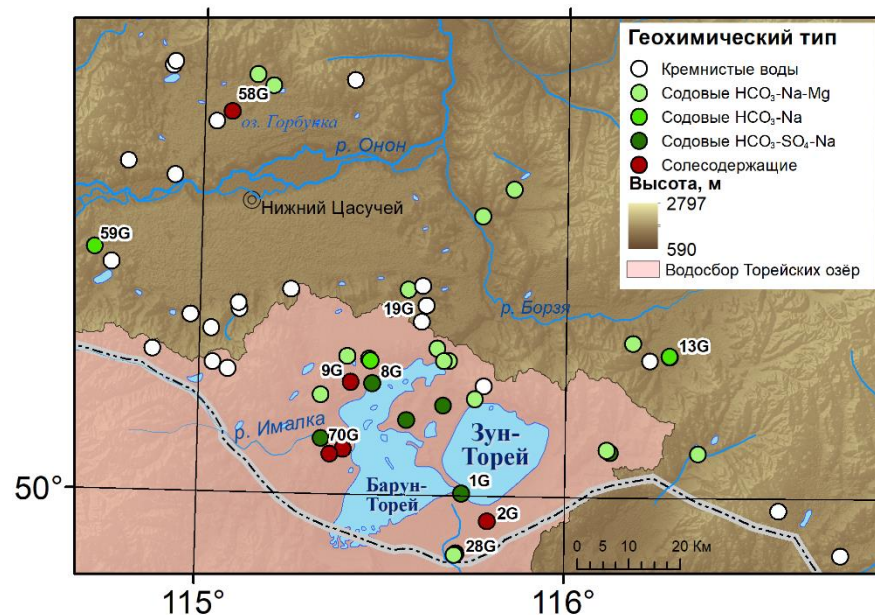 Геохимический тип
Кремнистые воды
Содовые HCO₃-Na-Mg
Содовые HCO₃-Na
Содовые HCO₃-SO₄-Na
Солесодержащие
Высота, м
2797
590
Водосбор Торейских озёр
58G
оз. Горбунка
р. Онон
Нижний Цасучей
59G
19G
р. Борзя
13G
9G
8G
р. Ималка
70G
Зун-
Торей
Барун-
Торей
1G
2G
28G
0 5 10 20 Км
50°
115°
116°